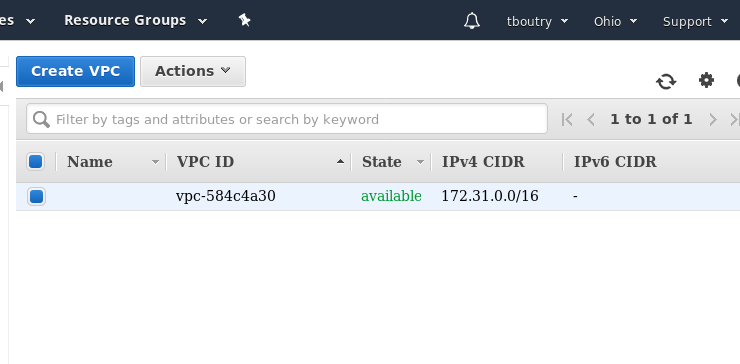 es Resource Groups tboutry Ohio Support
Create VPC Actions
Filter by tags and attributes or search by keyword 1 to 1 of 1
Name VPC ID State IPv4 CIDR IPv6 CIDR
vpc-584c4a30 available 172.31.0.0/16 -